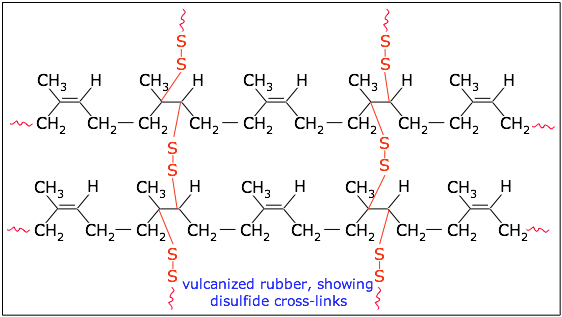 S S
S S
CH₃ H CH₃ H CH₃ H CH₃ H CH₃ H
CH₂ CH₂—CH₂ CH₂—CH₂ CH₂—CH₂ CH₂—CH₂ CH₂
S S
S S
CH₃ H CH₃ H CH₃ H CH₃ H CH₃ H
CH₂ CH₂—CH₂ CH₂—CH₂ CH₂—CH₂ CH₂—CH₂ CH₂
S S
S S
vulcanized rubber, showing
disulfide cross-links